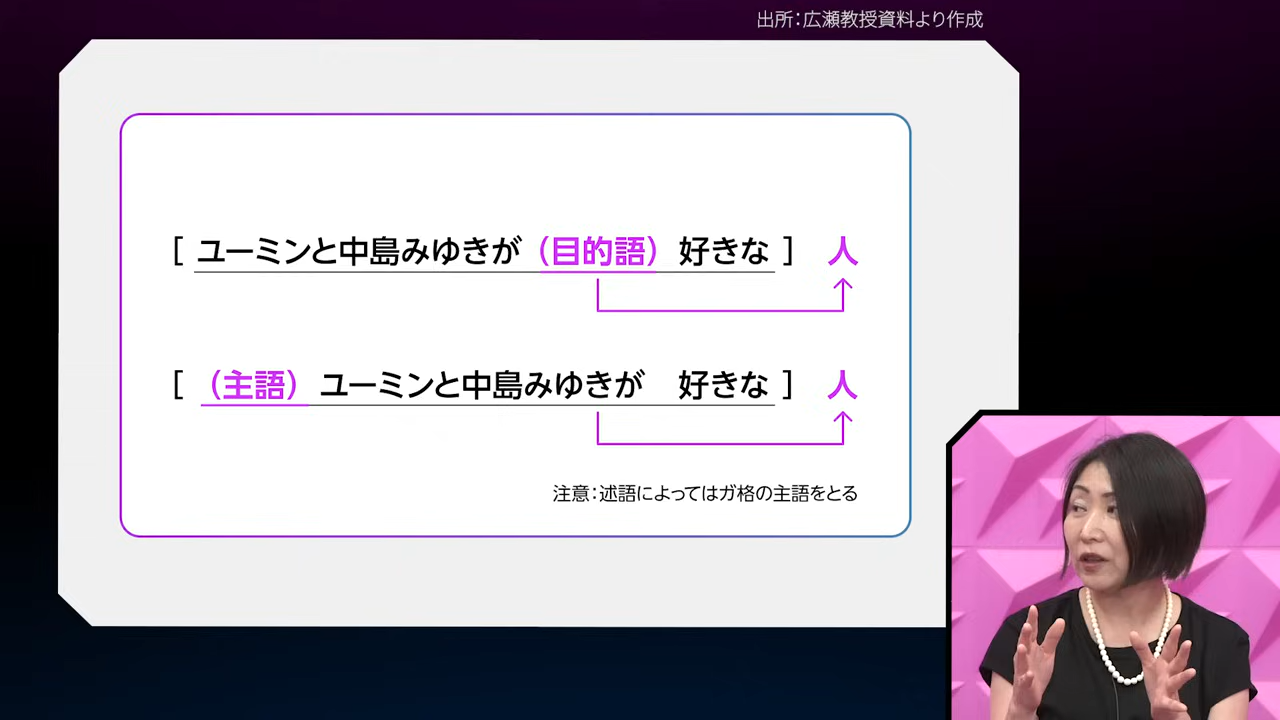 出所：広瀬教授資料より作成
[ ユーミンと中島みゆきが（目的語）好きな ] 人
[ （主語）ユーミンと中島みゆきが 好きな ] 人
注意：述語によってはガ格の主語をとる